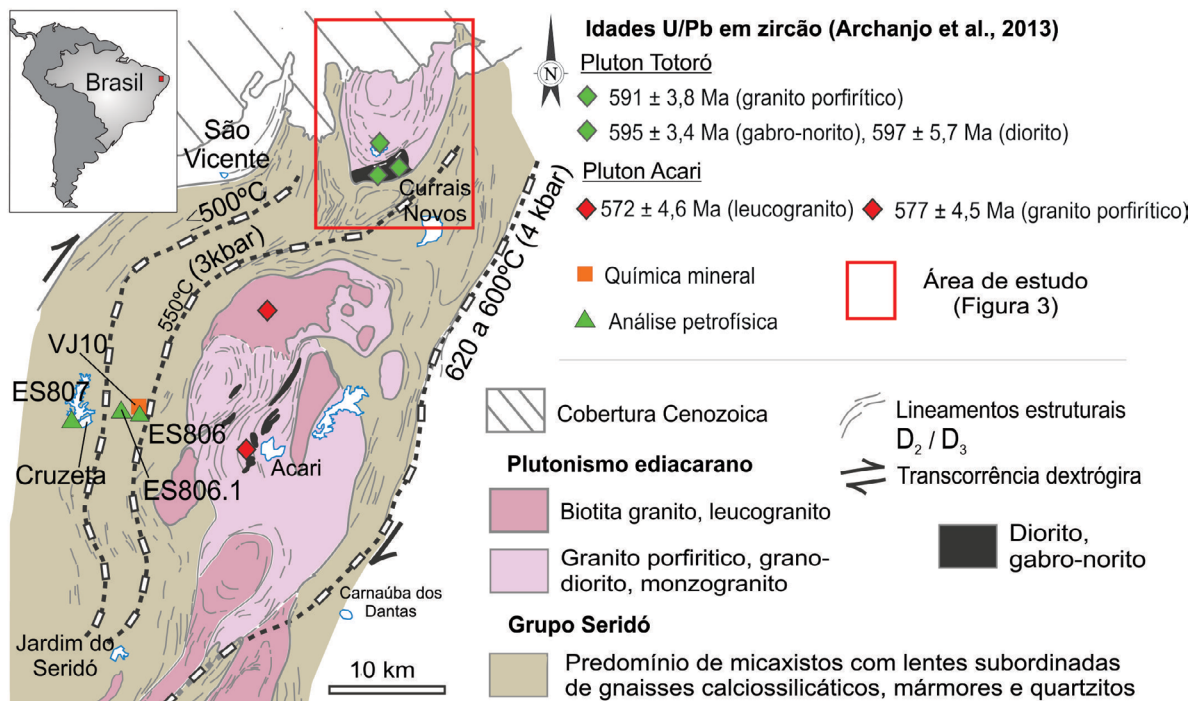 Brasil
São
Vicente
Currais
Novos
≤500ºC
550ºC (3kbar)
620 a 600ºC (4 kbar)
VJ10
ES807
ES806
Cruzeta
ES806.1
Acari
Carnaúba dos
Dantas
Jardim do
Seridó
10 km
N
Idades U/Pb em zircão (Archanjo et al., 2013)
Pluton Totoró
591 ± 3,8 Ma (granito porfirítico)
595 ± 3,4 Ma (gabro-norito), 597 ± 5,7 Ma (diorito)
Pluton Acari
572 ± 4,6 Ma (leucogranito) 577 ± 4,5 Ma (granito porfirítico)
Química mineral
Análise petrofísica
Área de estudo
(Figura 3)
Cobertura Cenozoica
Lineamentos estruturais
D2 / D3
Transcorrência dextrógira
Plutonismo ediacarano
Biotita granito, leucogranito
Granito porfiritico, grano-
diorito, monzogranito
Diorito,
gabro-norito
Grupo Seridó
Predomínio de micaxistos com lentes subordinadas
de gnaisses calciossilicáticos, mármores e quartzitos